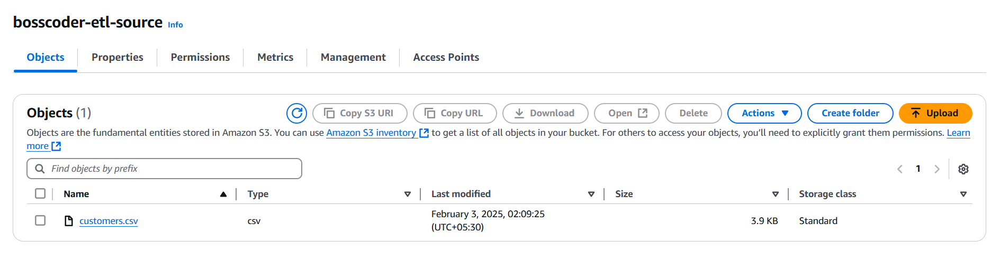 bosscoder-etl-source Info
Objects Properties Permissions Metrics Management Access Points
Objects (1) Copy S3 URI Copy URL Download Open Delete Actions Create folder Upload
Objects are the fundamental entities stored in Amazon S3. You can use Amazon S3 inventory to get a list of all objects in your bucket. For others to access your objects, you’ll need to explicitly grant them permissions. Learn
more
Find objects by prefix 1
Name Type Last modified Size Storage class
customers.csv csv February 3, 2025, 02:09:25 3.9 KB Standard
(UTC+05:30)